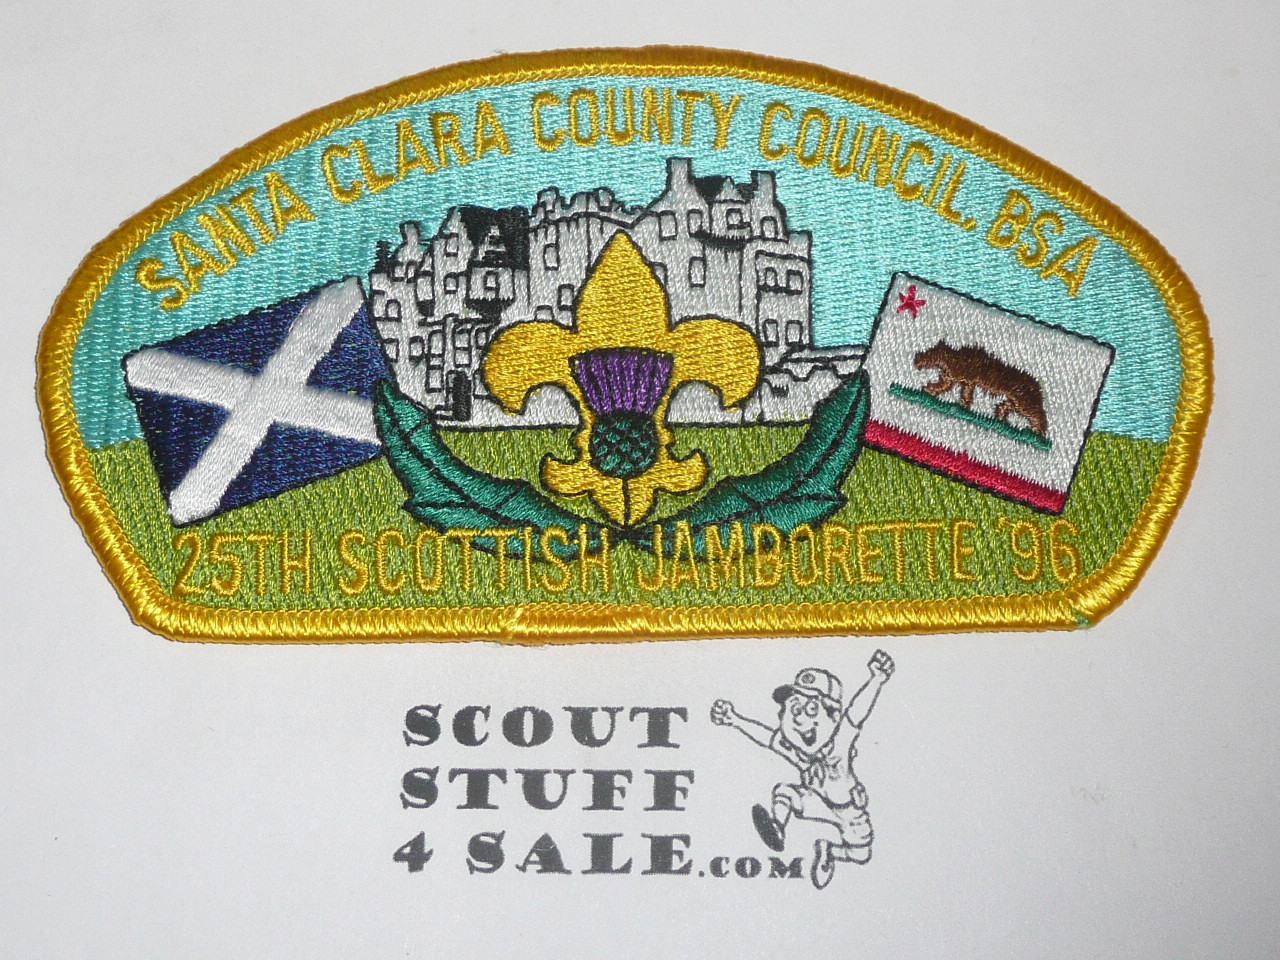 SANTA CLARA COUNTY COUNCIL, BSA
25TH SCOTTISH JAMBORETTE '96
SCOUT
STUFF
4 SALE.COM